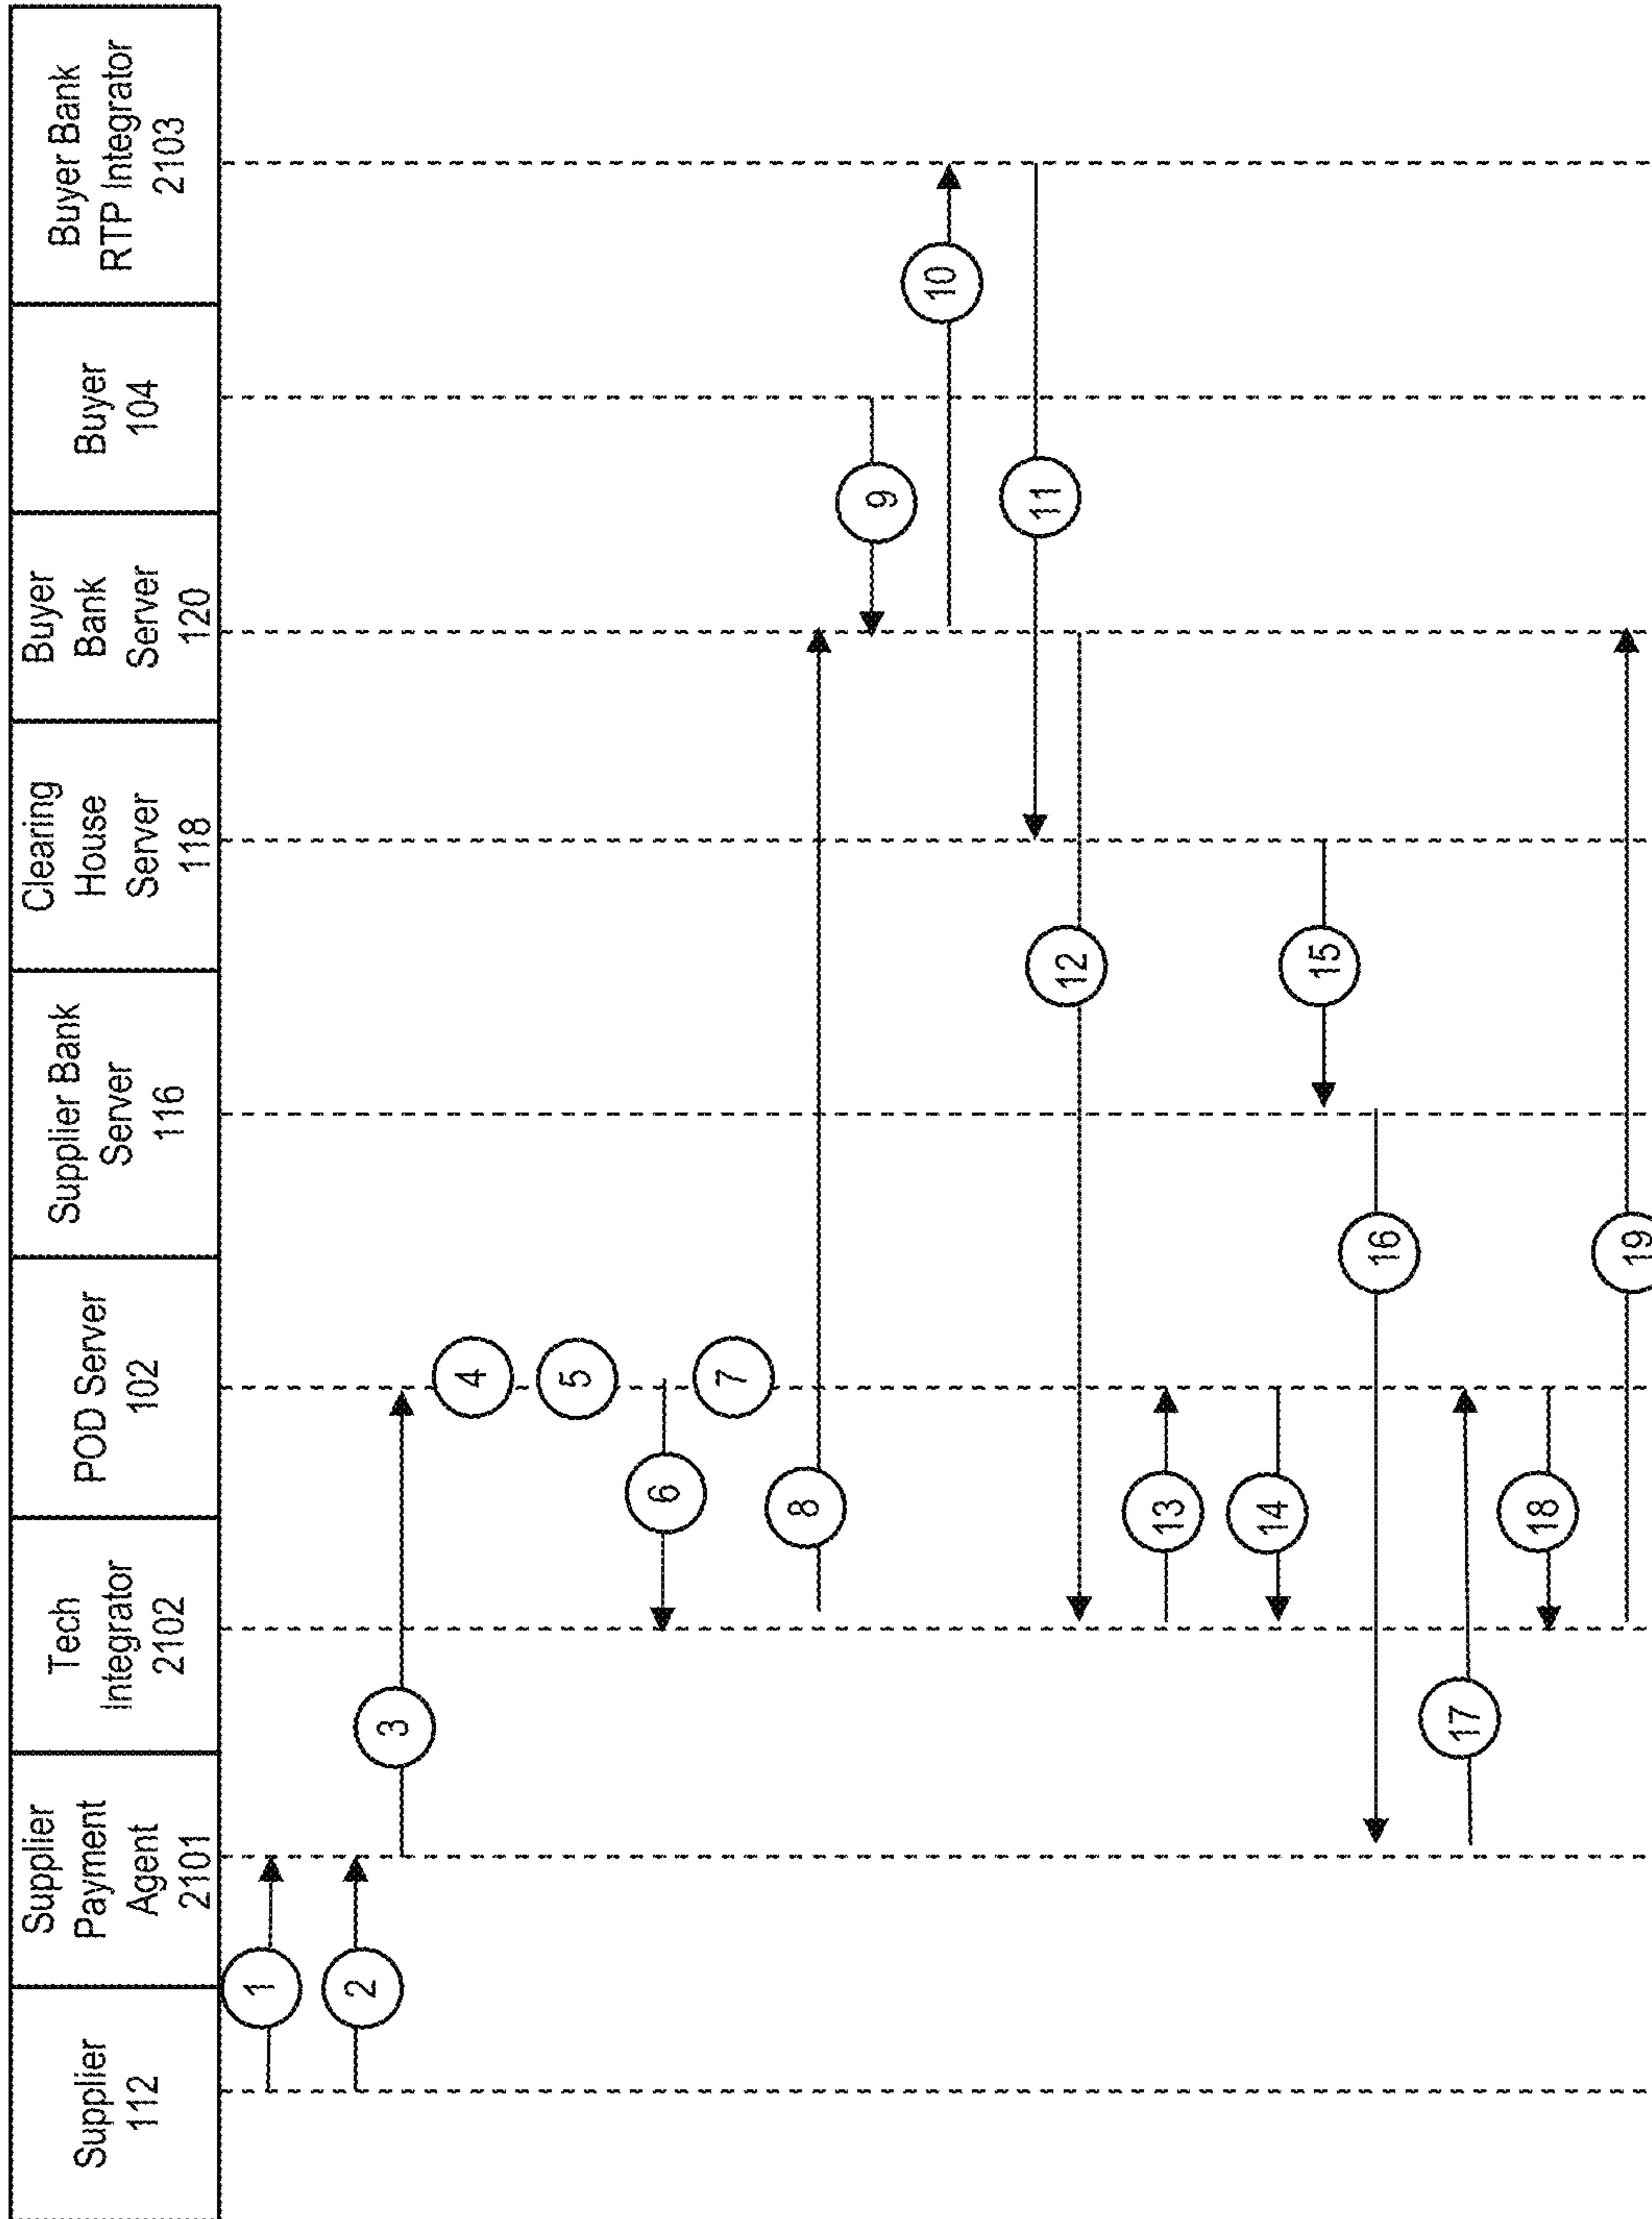 Supplier
112
Supplier
Payment
Agent
2101
Tech
Integrator
2102
POD Server
102
Supplier Bank
Server
116
Clearing
House
Server
118
Buyer
Bank
Server
120
Buyer
104
Buyer Bank
RTP Integrator
2103
1
2
3
4
5
6
7
8
9
10
11
12
13
14
15
16
17
18
19